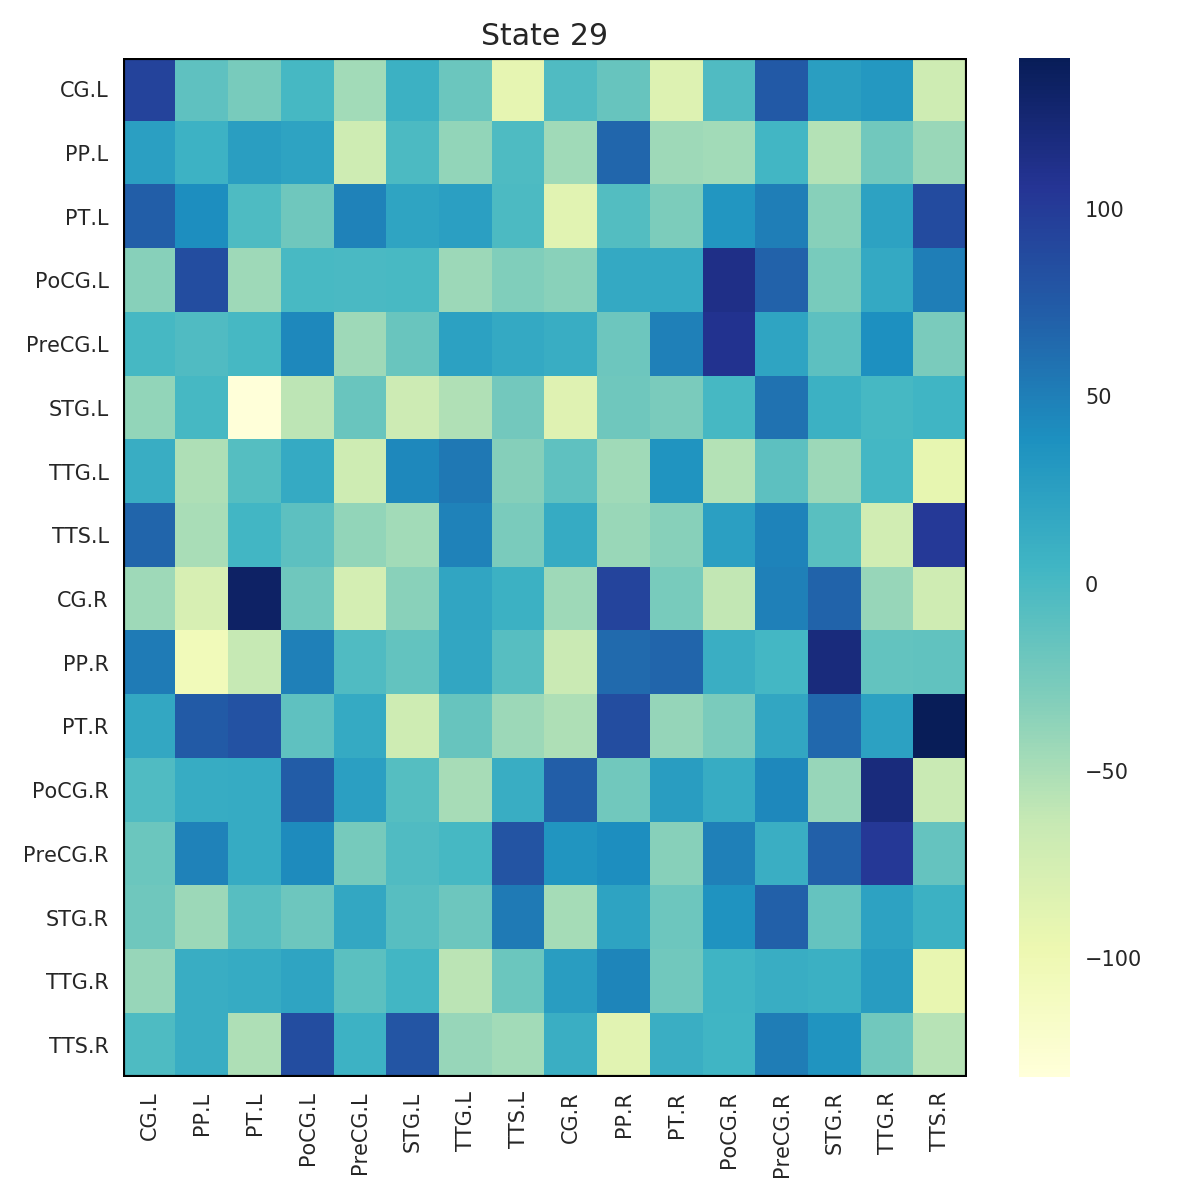 State 29
CG.L
PP.L
PT.L
PoCG.L
PreCG.L
STG.L
TTG.L
TTS.L
CG.R
PP.R
PT.R
PoCG.R
PreCG.R
STG.R
TTG.R
TTS.R
CG.L
PP.L
PT.L
PoCG.L
PreCG.L
STG.L
TTG.L
TTS.L
CG.R
PP.R
PT.R
PoCG.R
PreCG.R
STG.R
TTG.R
TTS.R
100
50
0
−50
−100